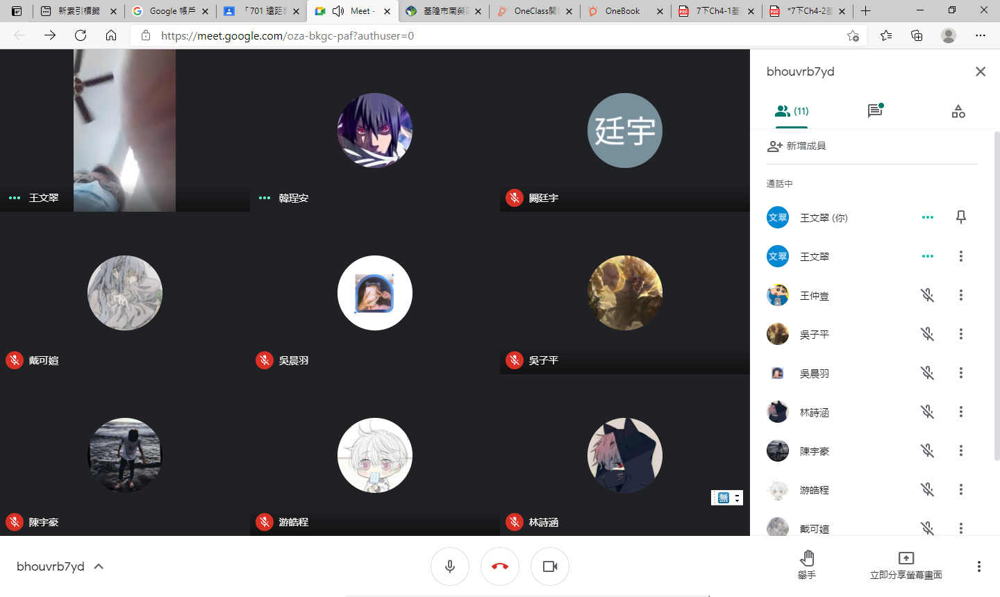 新索引標籤
Google 帳戶
「701 遠距
Meet -
基隆市南榮
OneClass開
OneBook
7下Ch4-1基
*7下Ch4-2基
https://meet.google.com/oza-bkgc-paf?authuser=0
bhouvrb7yd
(11)
新增成員
通話中
王文翠 (你)
王文翠
王仲豈
吳子平
吳晨羽
林詩涵
陳宇豪
游皓程
戴可媗
廷宇
王文翠
韓珵安
闕廷宇
戴可媗
吳晨羽
吳子平
陳宇豪
游皓程
林詩涵
文翠
文翠
無
bhouvrb7yd
舉手
立即分享螢幕畫面